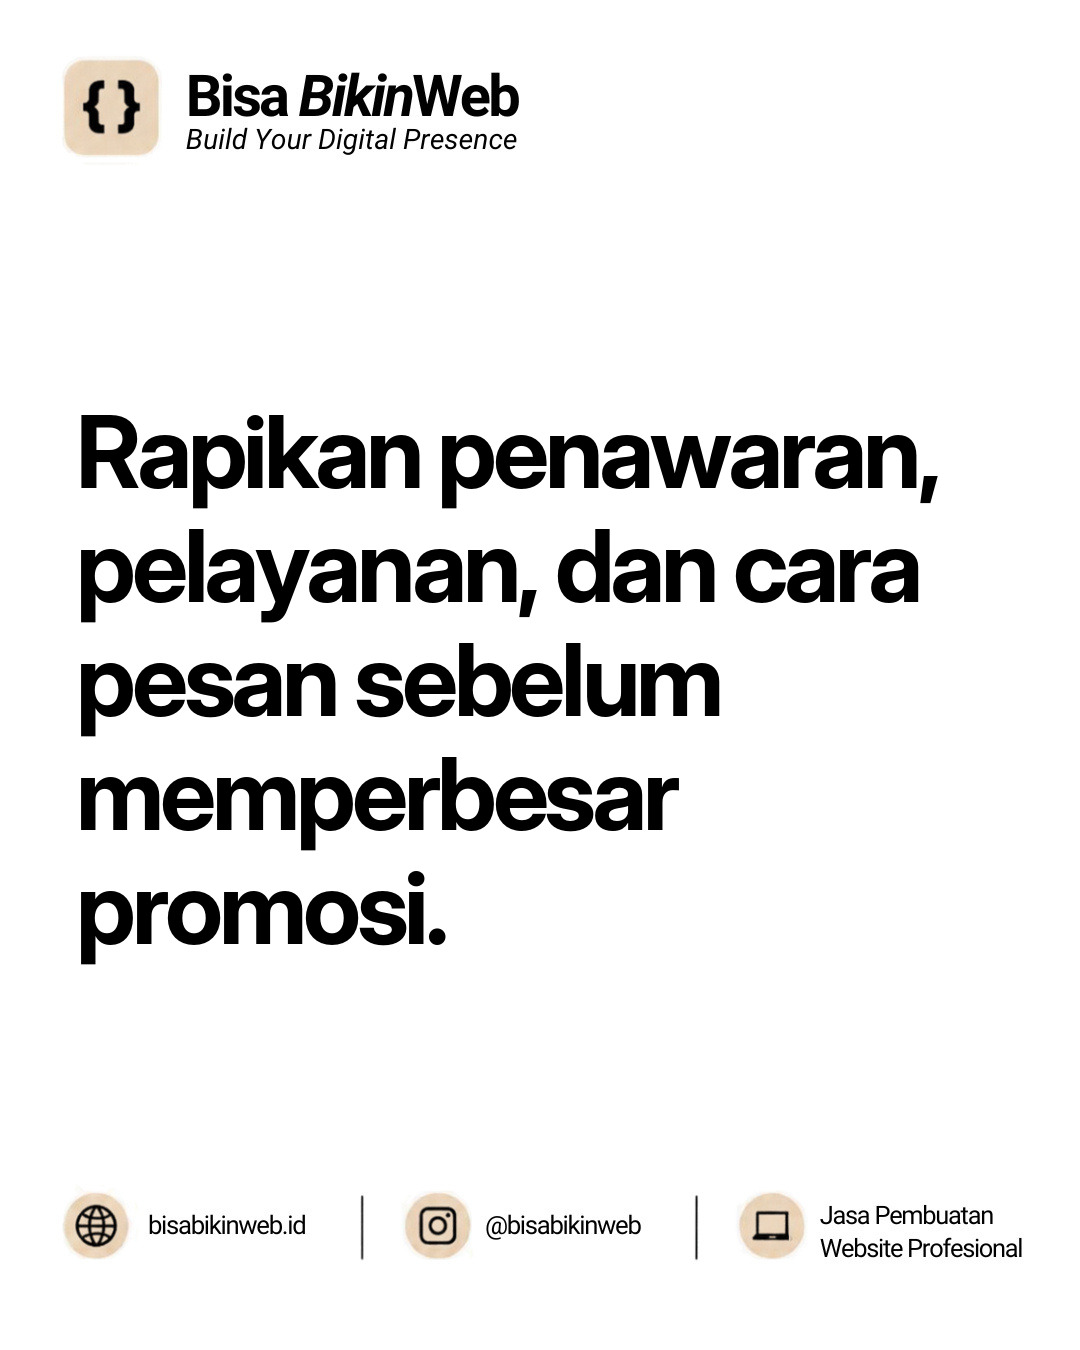 { }
Bisa BikinWeb
Build Your Digital Presence
Rapikan penawaran,
pelayanan, dan cara
pesan sebelum
memperbesar
promosi.
bisabikinweb.id
@bisabikinweb
Jasa Pembuatan
Website Profesional